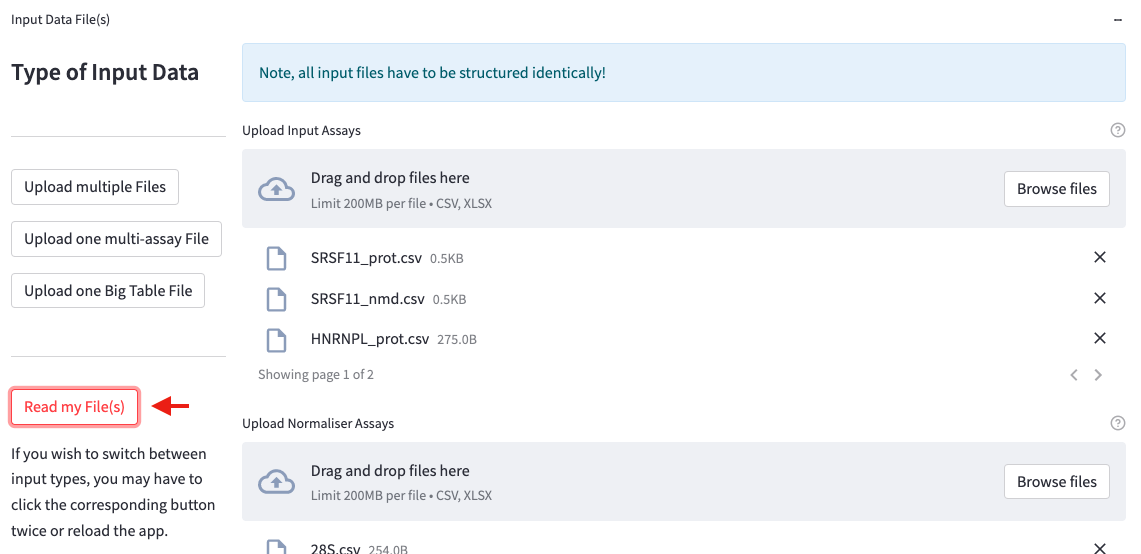 Input Data File(s)
Type of Input Data
Upload multiple Files
Upload one multi-assay File
Upload one Big Table File
Read my File(s)
If you wish to switch between
input types, you may have to
click the corresponding button
twice or reload the app.
Note, all input files have to be structured identically!
Upload Input Assays
Drag and drop files here
Limit 200MB per file • CSV, XLSX
Browse files
SRSF11_prot.csv 0.5KB
SRSF11_nmd.csv 0.5KB
HNRNPL_prot.csv 275.0B
Showing page 1 of 2
Upload Normaliser Assays
Drag and drop files here
Limit 200MB per file • CSV, XLSX
Browse files
28S.csv 254.0B